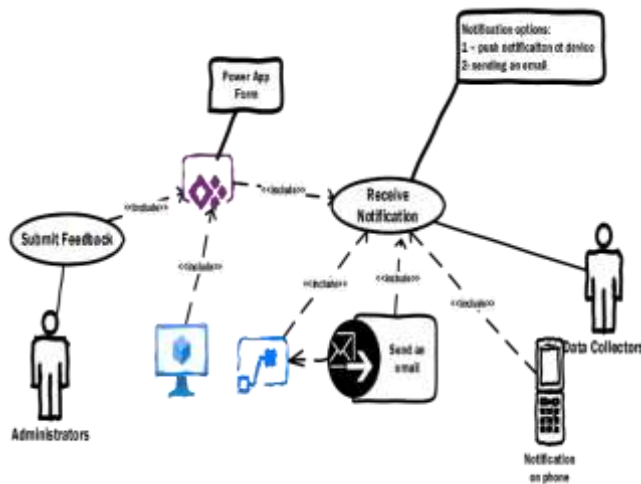 Notification options:
1 - push notification ot device
2- sending an email
Power App
Form
<<include>>
<<include>>
Receive
Notification
Submit Feedback
<<include>>
<<include>>
<<include>>
<<include>>
Send an
email
Data Collectors
Administrators
Notification
on phone